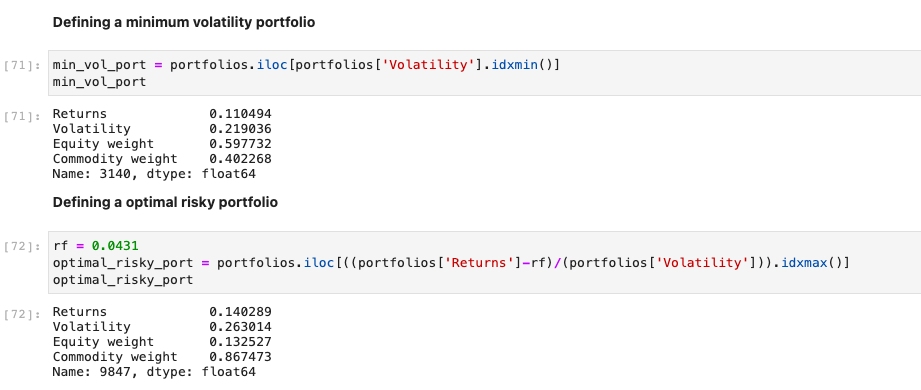 Defining a minimum volatility portfolio
[71]: min_vol_port = portfolios.iloc[portfolios['Volatility'].idxmin()]
min_vol_port
[71]: Returns 0.110494
Volatility 0.219036
Equity weight 0.597732
Commodity weight 0.402268
Name: 3140, dtype: float64
Defining a optimal risky portfolio
[72]: rf = 0.0431
optimal_risky_port = portfolios.iloc[((portfolios['Returns']-rf)/(portfolios['Volatility'])).idxmax()]
optimal_risky_port
[72]: Returns 0.140289
Volatility 0.263014
Equity weight 0.132527
Commodity weight 0.867473
Name: 9847, dtype: float64